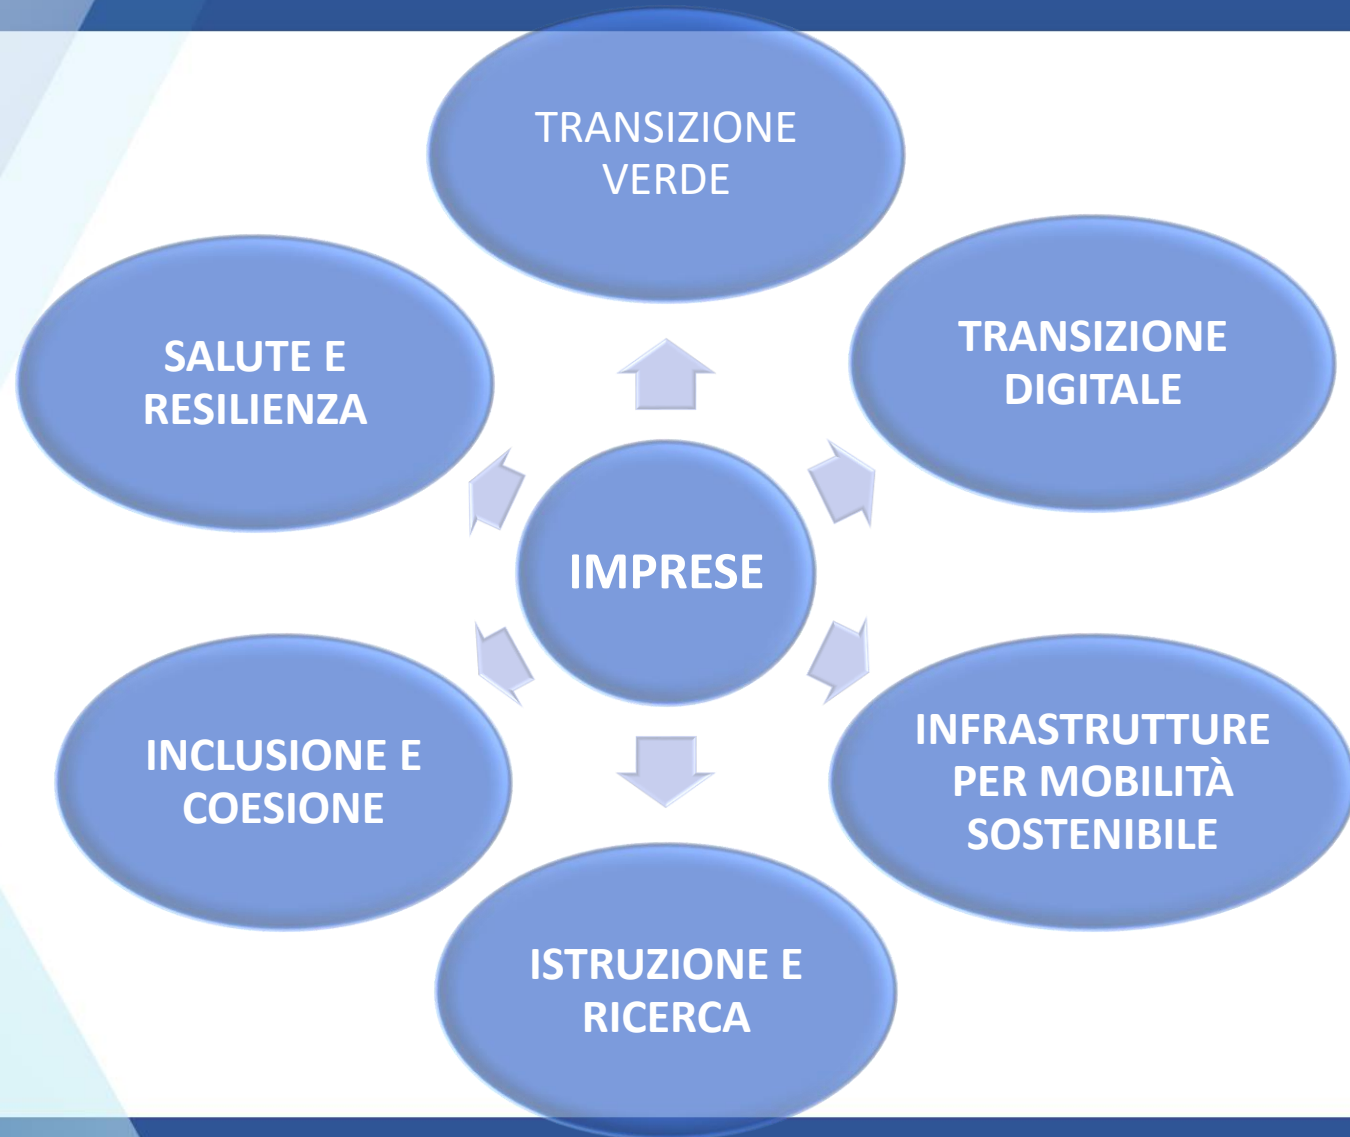 TRANSIZIONE
VERDE
TRANSIZIONE
DIGITALE
SALUTE E
RESILIENZA
IMPRESE
INFRASTRUTTURE
PER MOBILITÀ
SOSTENIBILE
INCLUSIONE E
COESIONE
ISTRUZIONE E
RICERCA